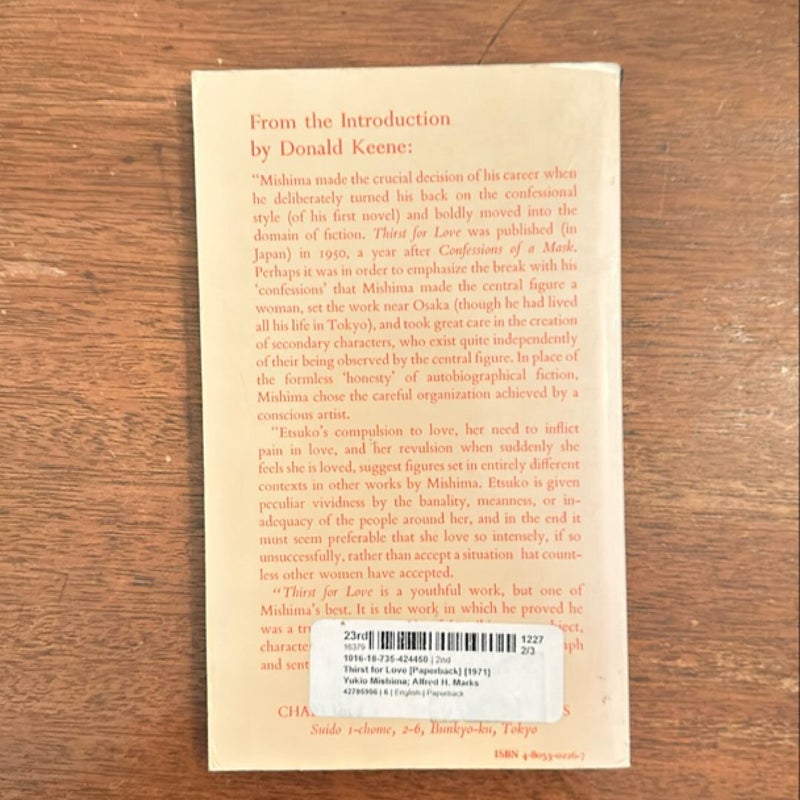 From the Introduction
by Donald Keene:
"Mishima made the crucial decision of his career when
he deliberately turned his back on the confessional
style (of his first novel) and boldly moved into the
domain of fiction. Thirst for Love was published (in
Japan) in 1950, a year after Confessions of a Mask.
Perhaps it was in order to emphasize the break with his
'confessions' that Mishima made the central figure a
woman, set the work near Osaka (though he had lived
all his life in Tokyo), and took great care in the creation
of secondary characters, who exist quite independently
of their being observed by the central figure. In place of
the formless 'honesty' of autobiographical fiction,
Mishima chose the careful organization achieved by a
conscious artist.
"Etsuko's compulsion to love, her need to inflict
pain in love, and her revulsion when suddenly she
feels she is loved, suggest figures set in entirely different
contexts in other works by Mishima. Etsuko is given
peculiar vividness by the banality, meanness, or in-
adequacy of the people around her, and in the end it
must seem preferable that she love so intensely, if so
unsuccessfully, rather than accept a situation hat count-
less other women have accepted.
"Thirst for Love is a youthful work, but one of
Mishima's best. It is the work in which he proved he
was a
and
23rd 1227
16379 2/3
1016-18-735-424450 | 2nd
Thirst for Love [Paperback] [1971]
Yukio Mishima; Alfred H. Marks
42785906 | 6 | English | Paperback
Suido 1-chome, 2-6, Bunkyo-ku, Tokyo
ISBN 4-8053-0226-7